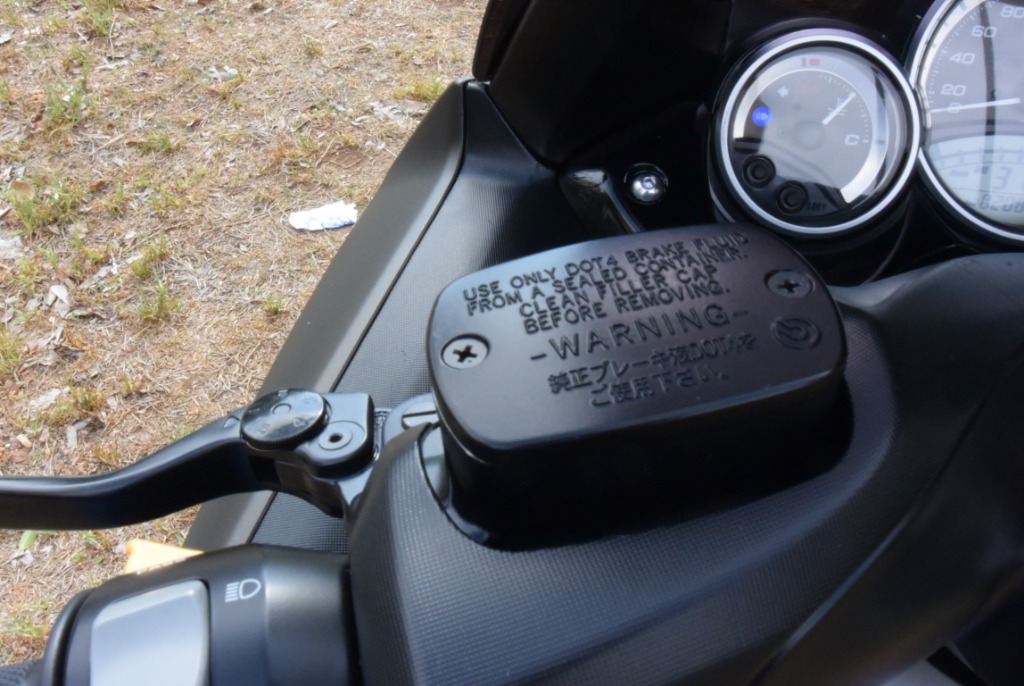 USE ONLY DOT4 BRAKE FLUID
FROM A SEALED CONTAINER.
CLEAN FILLER CAP
BEFORE REMOVING.
-WARNING-
純正ブレーキ液DOT4を
ご使用下さい。
C
80
60
40
20
0